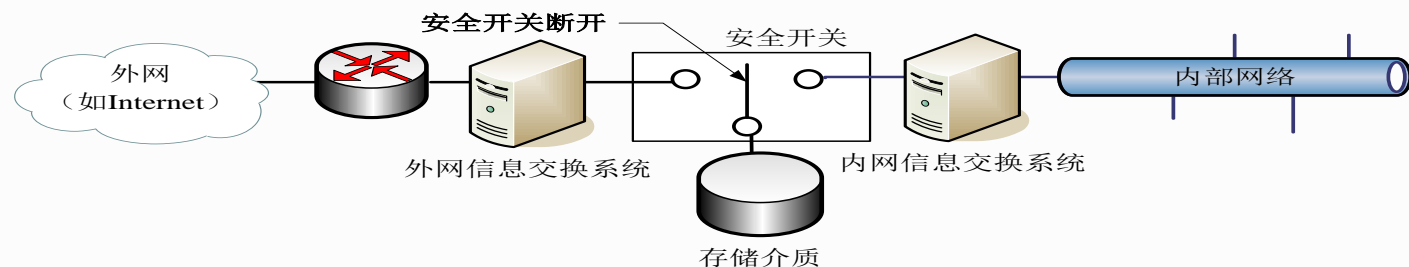 安全开关断开
安全开关
外网
（如Internet）
内部网络
外网信息交换系统
内网信息交换系统
存储介质